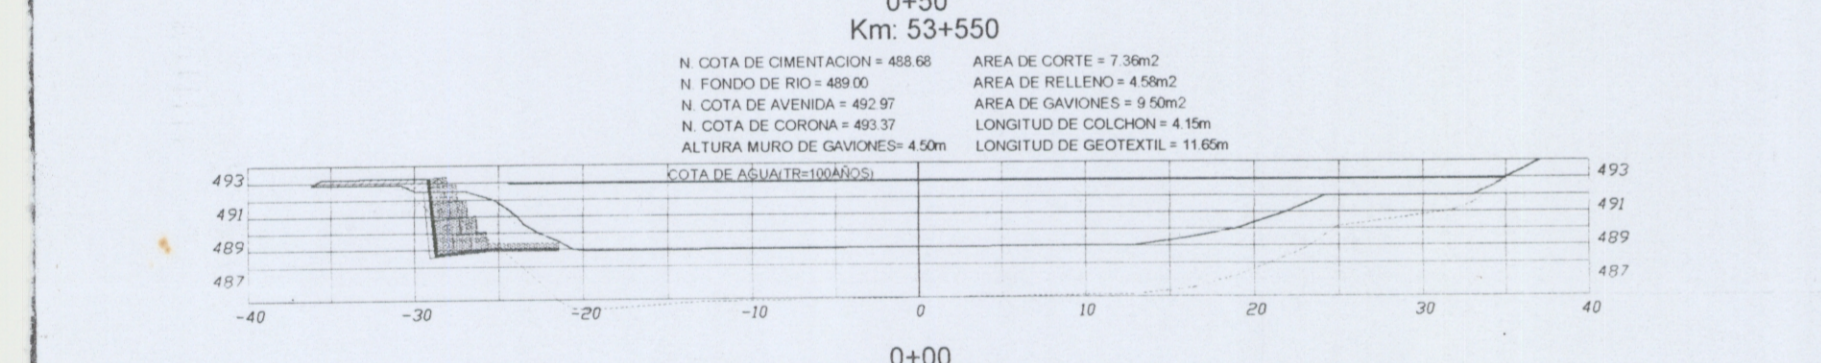 0+50
Km: 53+550
N. COTA DE CIMENTACION = 488.68 AREA DE CORTE = 7.36m2
N. FONDO DE RIO = 489.00 AREA DE RELLENO = 4.58m2
N. COTA DE AVENIDA = 492.97 AREA DE GAVIONES = 9.50m2
N. COTA DE CORONA = 493.37 LONGITUD DE COLCHON = 4.15m
ALTURA MURO DE GAVIONES= 4.50m LONGITUD DE GEOTEXTIL = 11.65m
COTA DE AGUA(TR=100AÑOS)
493 493
491 491
489 489
487 487
-40 -30 -20 -10 0 10 20 30 40
0+00